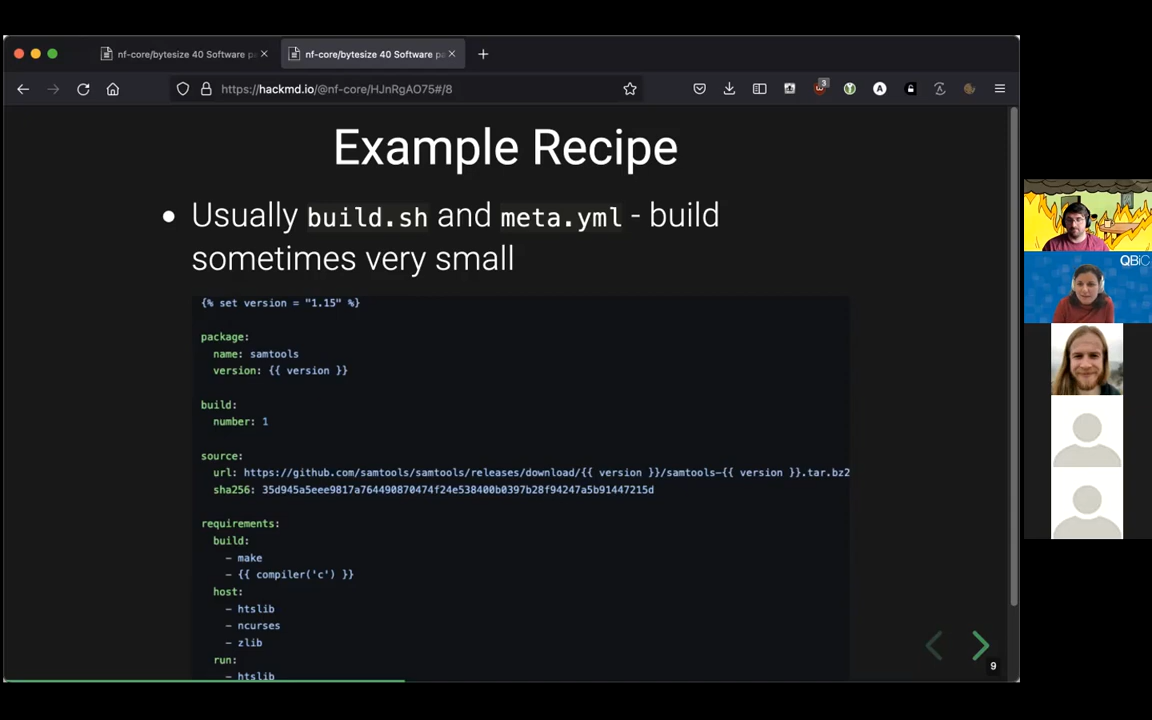 nf-core/bytesize 40 Software pa
nf-core/bytesize 40 Software pa
https://hackmd.io/@nf-core/HJnRgAO75#/8
3
A
Example Recipe
Usually build.sh and meta.yml - build
sometimes very small
{% set version = "1.15" %}
package:
name: samtools
version: {{ version }}
build:
number: 1
source:
url: https://github.com/samtools/samtools/releases/download/{{ version }}/samtools-{{ version }}.tar.bz2
sha256: 35d945a5eee9817a764490870474f24e538400b0397b28f94247a5b91447215d
requirements:
build:
- make
- {{ compiler('c') }}
host:
- htslib
- ncurses
- zlib
run:
- htslib
9
QBiC